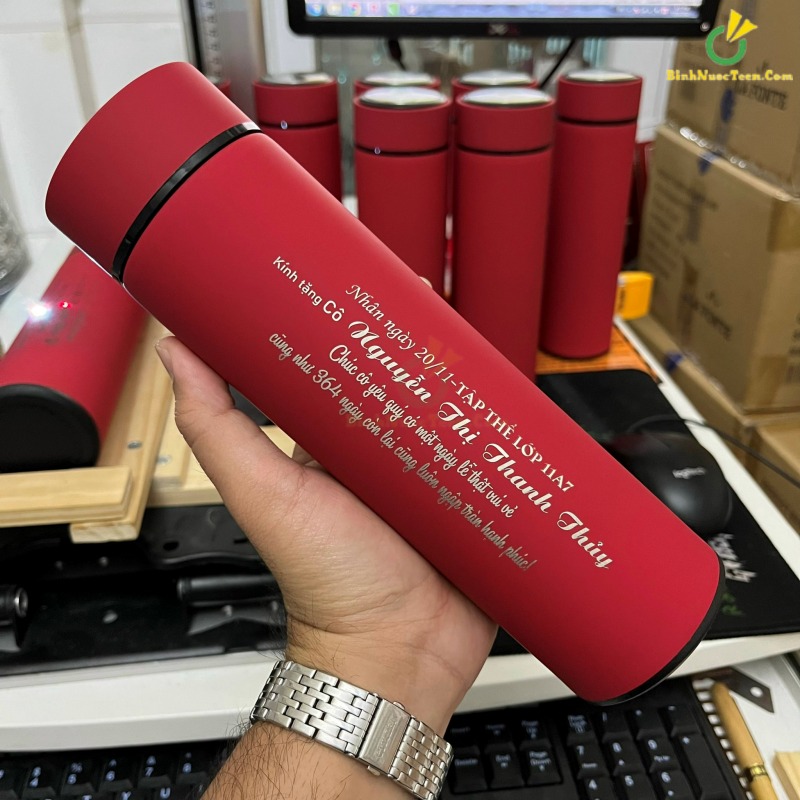 BinhNuocTeen.Com
Nhân ngày 20/11-TẬP THỂ LỚP 11A7
Kính tặng Cô Nguyễn Thị Thanh Thủy
Chúc cô yêu quý có một ngày lễ thật vui vẻ
cũng như 364 ngày còn lại cũng luôn ngập tràn hạnh phúc!